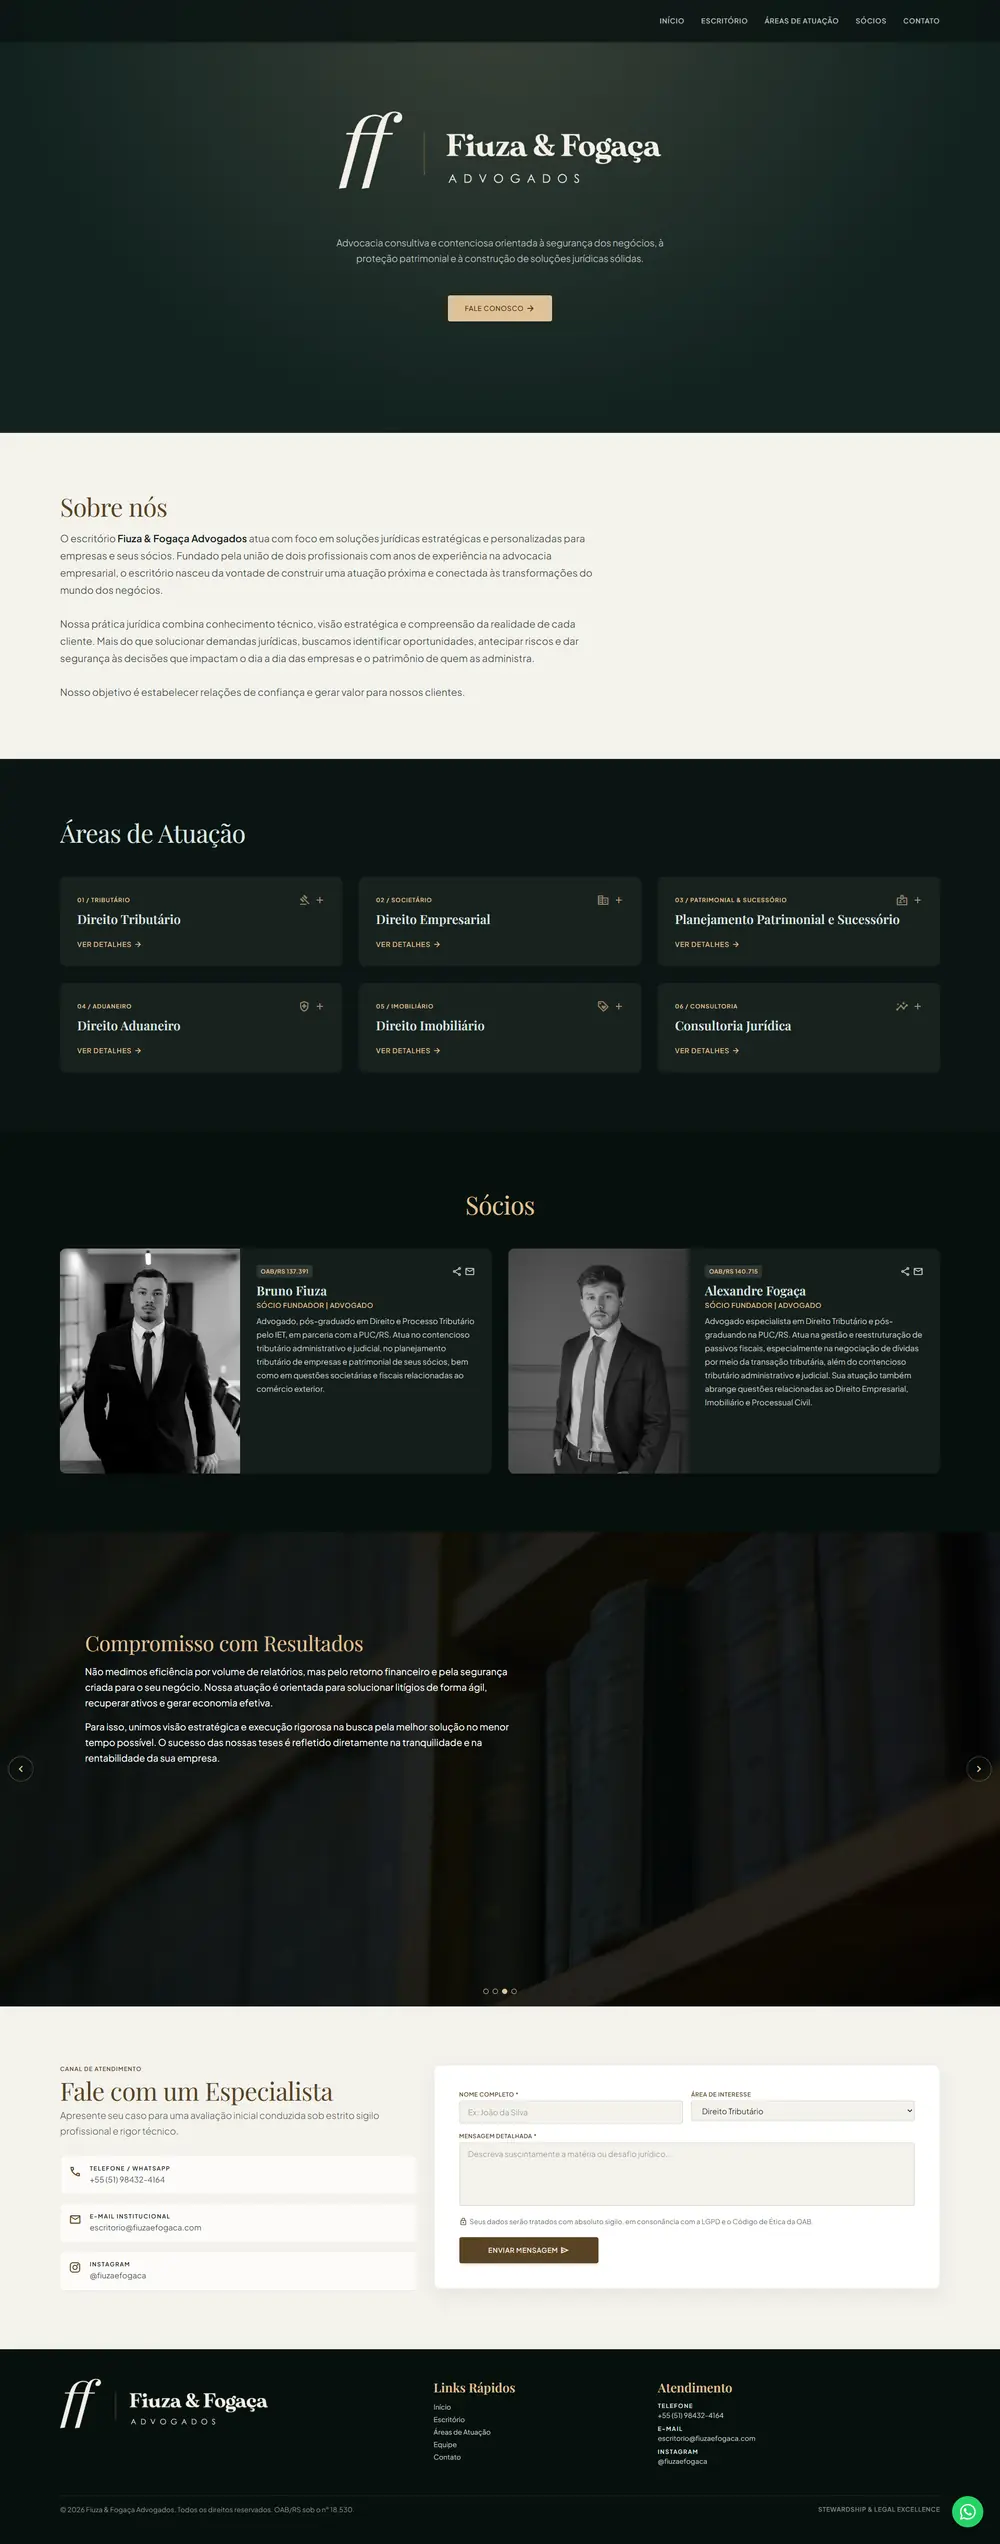 INÍCIO ESCRITÓRIO ÁREAS DE ATUAÇÃO SÓCIOS CONTATO
ff Fiuza & Fogaça
ADVOGADOS
Advocacia consultiva e contenciosa orientada à segurança dos negócios, à
proteção patrimonial e à construção de soluções jurídicas sólidas.
FALE CONOSCO →
Sobre nós
O escritório Fiuza & Fogaça Advogados atua com foco em soluções jurídicas estratégicas e personalizadas para
empresas e seus sócios. Fundado pela união de dois profissionais com anos de experiência na advocacia
empresarial, o escritório nasceu da vontade de construir uma atuação próxima e conectada às transformações do
mundo dos negócios.
Nossa prática jurídica combina conhecimento técnico, visão estratégica e compreensão da realidade de cada
cliente. Mais do que solucionar demandas jurídicas, buscamos identificar oportunidades, antecipar riscos e dar
segurança às decisões que impactam o dia a dia das empresas e o patrimônio de quem as administra.
Nosso objetivo é estabelecer relações de confiança e gerar valor para nossos clientes.
Áreas de Atuação
01 / TRIBUTÁRIO
Direito Tributário
VER DETALHES →
02 / SOCIETÁRIO
Direito Empresarial
VER DETALHES →
03 / PATRIMONIAL & SUCESSÓRIO
Planejamento Patrimonial e Sucessório
VER DETALHES →
04 / ADUANEIRO
Direito Aduaneiro
VER DETALHES →
05 / IMOBILIÁRIO
Direito Imobiliário
VER DETALHES →
06 / CONSULTORIA
Consultoria Jurídica
VER DETALHES →
Sócios
OAB/RS 137.391
Bruno Fiuza
SÓCIO FUNDADOR | ADVOGADO
Advogado, pós-graduado em Direito e Processo Tributário
pelo IET, em parceria com a PUC/RS. Atua no contencioso
tributário administrativo e judicial, no planejamento
tributário de empresas e patrimonial de seus sócios, bem
como em questões societárias e fiscais relacionadas ao
comércio exterior.
OAB/RS 140.715
Alexandre Fogaça
SÓCIO FUNDADOR | ADVOGADO
Advogado especialista em Direito Tributário e pós-
graduando na PUC/RS. Atua na gestão e reestruturação de
passivos fiscais, especialmente na negociação de dívidas
por meio da transação tributária, além do contencioso
tributário administrativo e judicial. Sua atuação também
abrange questões relacionadas ao Direito Empresarial,
Imobiliário e Processual Civil.
Compromisso com Resultados
Não medimos eficiência por volume de relatórios, mas pelo retorno financeiro e pela segurança
criada para o seu negócio. Nossa atuação é orientada para solucionar litígios de forma ágil,
recuperar ativos e gerar economia efetiva.
Para isso, unimos visão estratégica e execução rigorosa na busca pela melhor solução no menor
tempo possível. O sucesso das nossas teses é refletido diretamente na tranquilidade e na
rentabilidade da sua empresa.
CANAL DE ATENDIMENTO
Fale com um Especialista
Apresente seu caso para uma avaliação inicial conduzida sob estrito sigilo
profissional e rigor técnico.
TELEFONE / WHATSAPP
+55 (51) 98432-4164
E-MAIL INSTITUCIONAL
escritorio@fiuzaefogaca.com
INSTAGRAM
@fiuzaefogaca
NOME COMPLETO *
Ex: João da Silva
ÁREA DE INTERESSE
Direito Tributário
MENSAGEM DETALHADA *
Descreva suscintamente a matéria ou desafio jurídico...
Seus dados serão tratados com absoluto sigilo, em consonância com a LGPD e o Código de Ética da OAB.
ENVIAR MENSAGEM
ff Fiuza & Fogaça
ADVOGADOS
Links Rápidos
Início
Escritório
Áreas de Atuação
Equipe
Contato
Atendimento
TELEFONE
+55 (51) 98432-4164
E-MAIL
escritorio@fiuzaefogaca.com
INSTAGRAM
@fiuzaefogaca
© 2026 Fiuza & Fogaça Advogados. Todos os direitos reservados. OAB/RS sob o nº 18.530
STEWARDSHIP & LEGAL EXCELLENCE